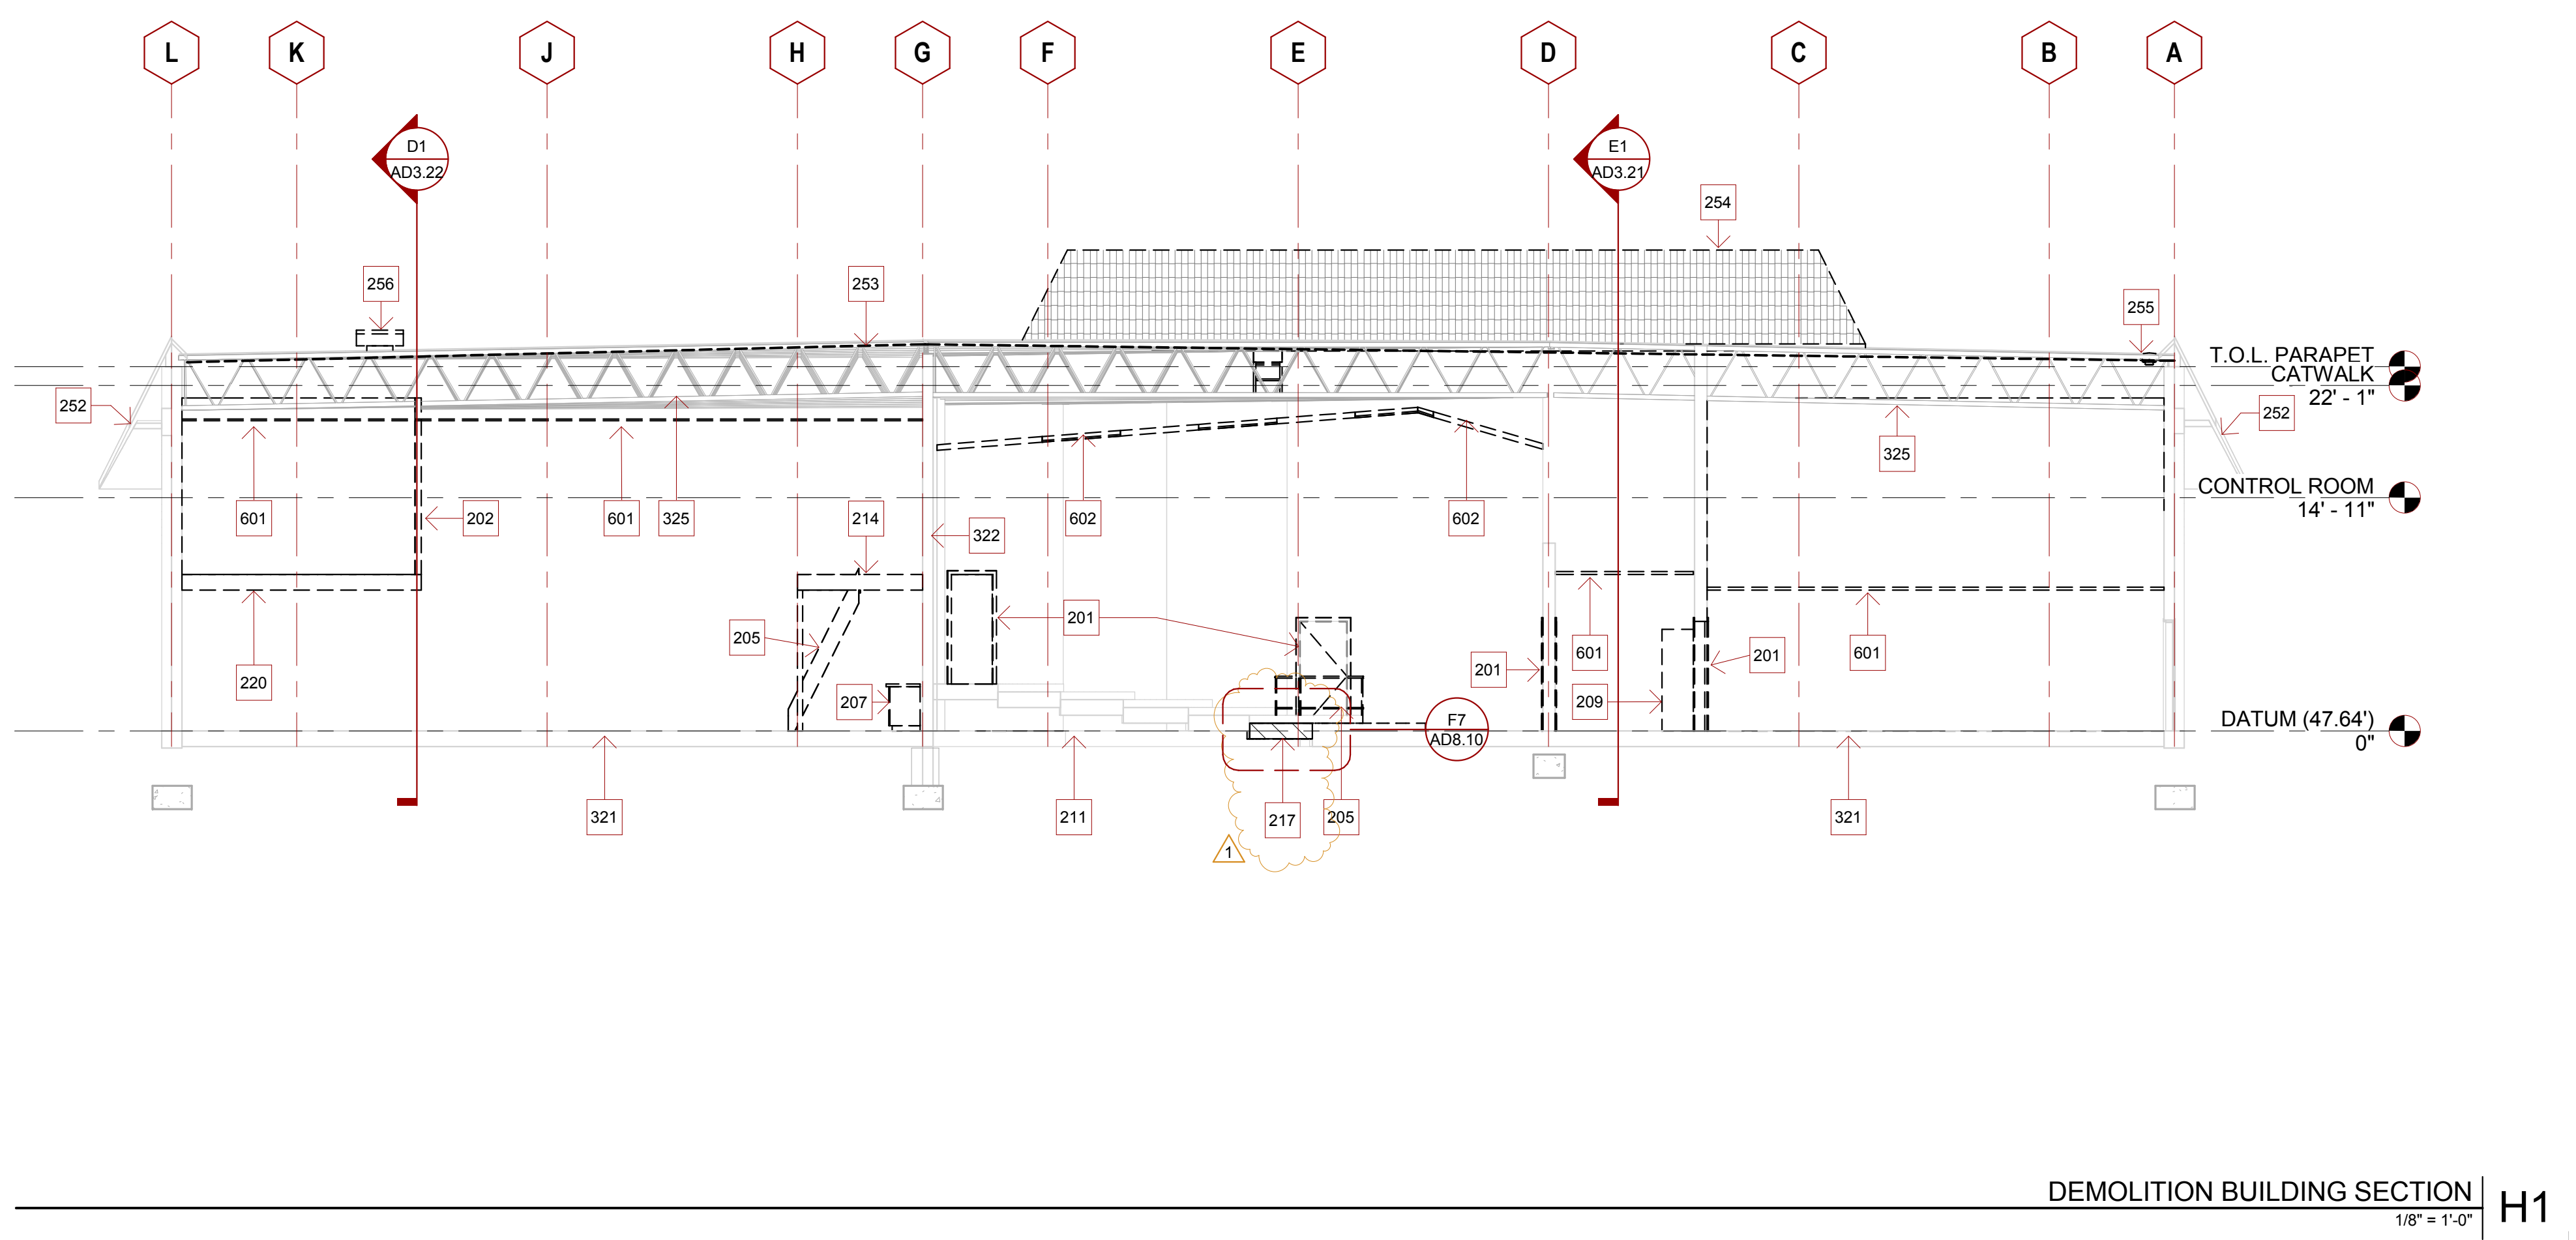 L K J H G F E D C B A
D1
AD3.22
E1
AD3.21
254
256
253
255
T.O.L. PARAPET
CATWALK
22' - 1"
252
252
325
CONTROL ROOM
14' - 11"
601
202
601
325
214
602
602
322
201
205
601
201
601
220
201
207
209
F7
AD8.10
DATUM (47.64')
0"
321
211
217
205
321
1
DEMOLITION BUILDING SECTION
1/8" = 1'-0"
H1